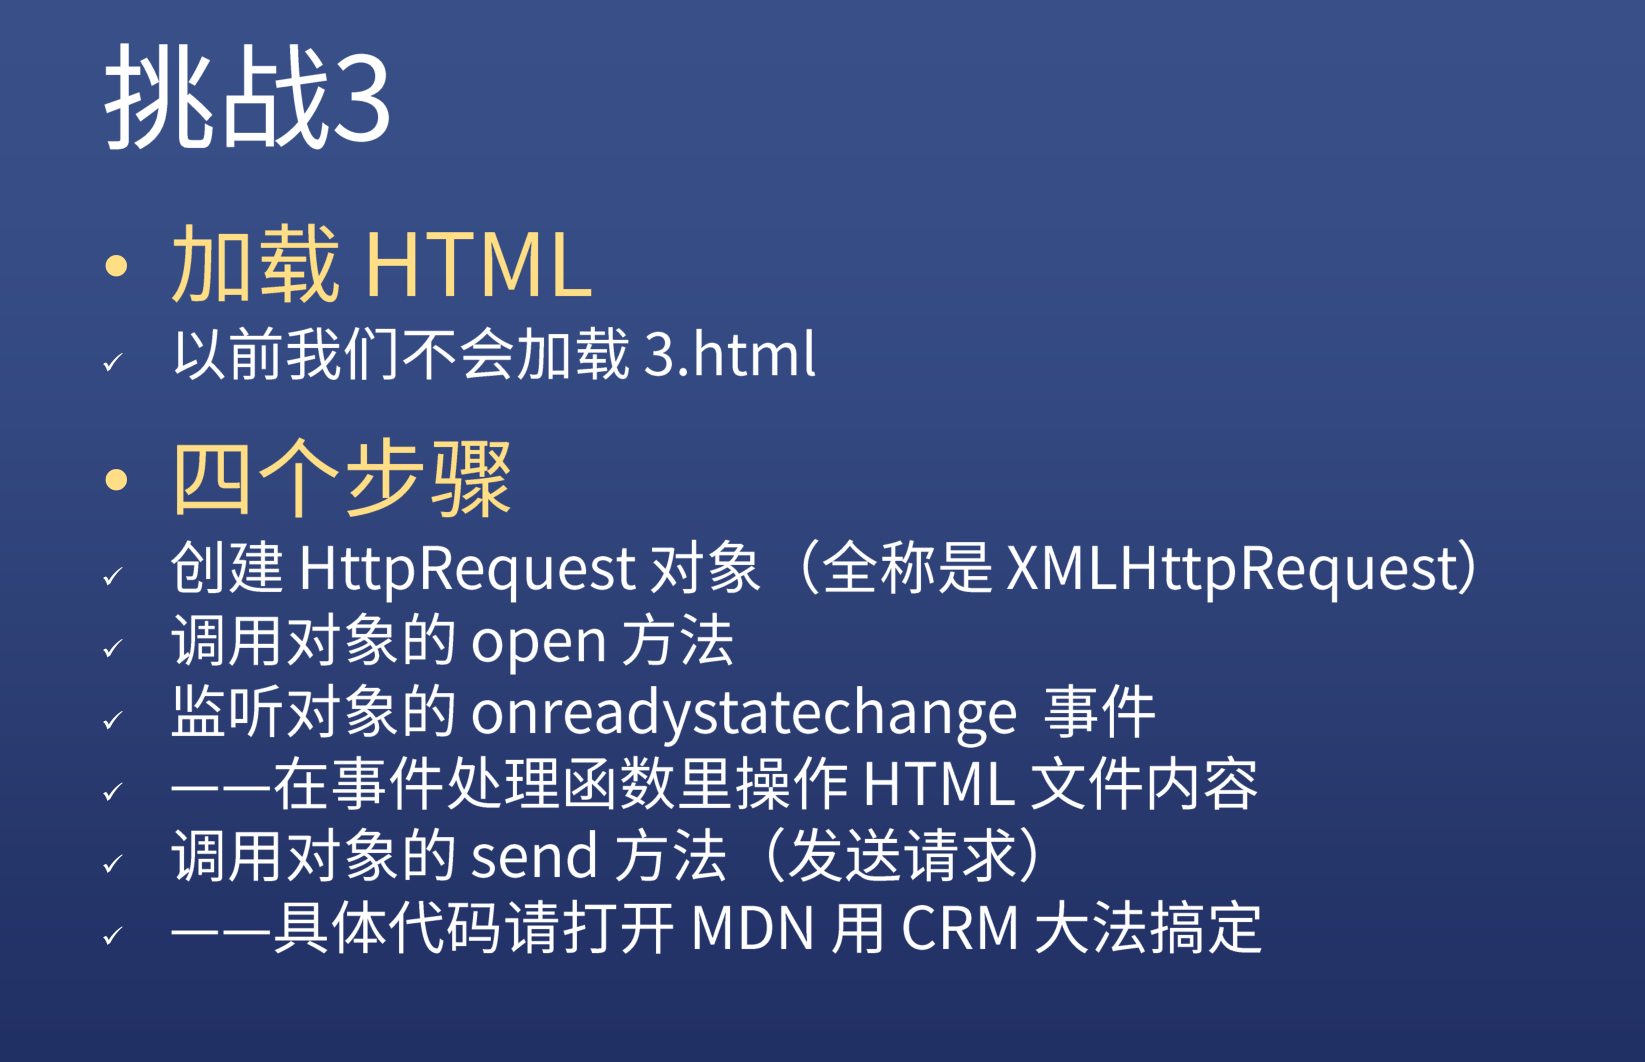 挑战3
• 加载 HTML
✓ 以前我们不会加载 3.html
• 四个步骤
✓ 创建 HttpRequest 对象（全称是 XMLHttpRequest）
✓ 调用对象的 open 方法
✓ 监听对象的 onreadystatechange 事件
✓ ——在事件处理函数里操作 HTML 文件内容
✓ 调用对象的 send 方法（发送请求）
✓ ——具体代码请打开 MDN 用 CRM 大法搞定